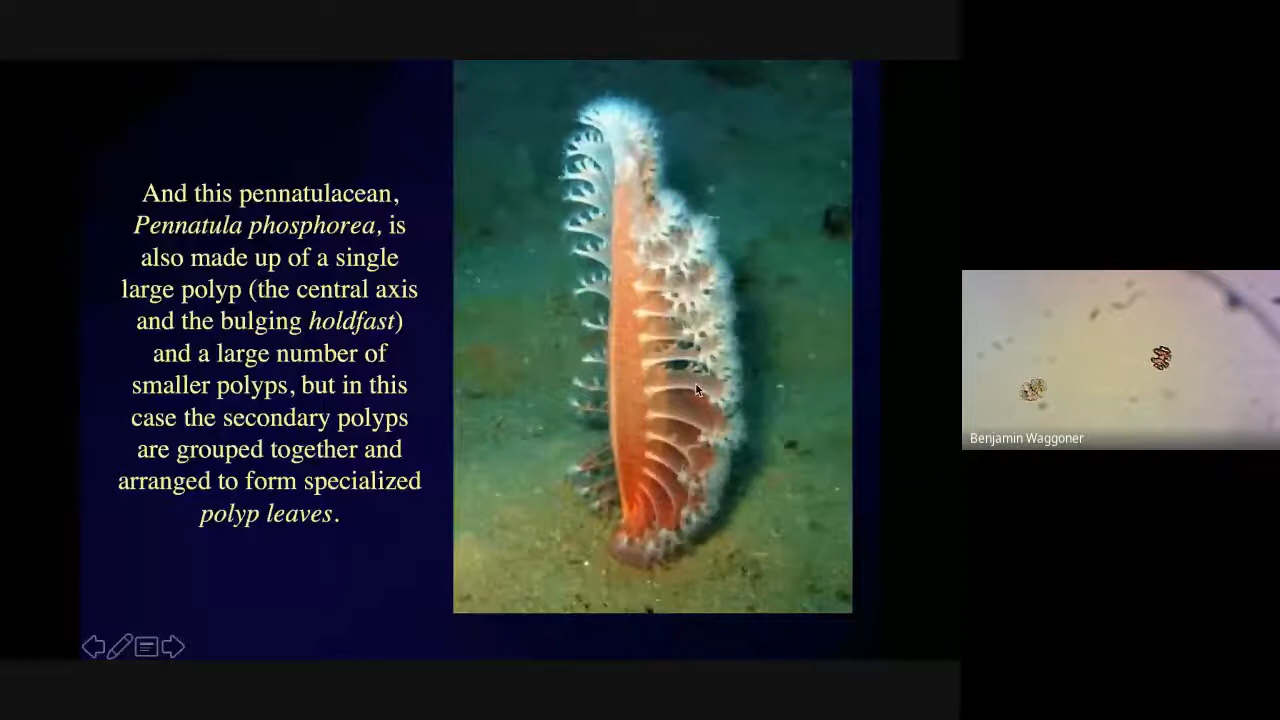 And this pennatulacean,
Pennatula phosphorea, is
also made up of a single
large polyp (the central axis
and the bulging holdfast)
and a large number of
smaller polyps, but in this
case the secondary polyps
are grouped together and
arranged to form specialized
polyp leaves.
Benjamin Waggoner